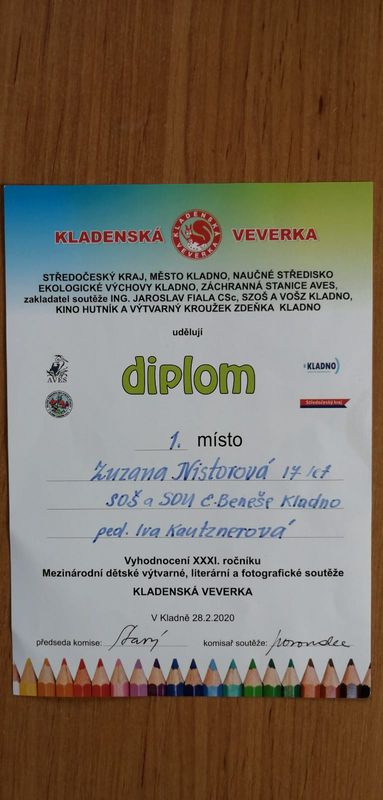 KLADENSKÁ VEVERKA
KLADENSKÁ VEVERKA
STŘEDOČESKÝ KRAJ, MĚSTO KLADNO, NAUČNÉ STŘEDISKO
EKOLOGICKÉ VÝCHOVY KLADNO, ZÁCHRANNÁ STANICE AVES,
zakladatel soutěže ING. JAROSLAV FIALA CSc, SZOŠ A VOŠZ KLADNO,
KINO HUTNÍK A VÝTVARNÝ KROUŽEK ZDEŇKA KLADNO
udělují
AVES
diplom
KLADNO
Středočeský kraj
1. místo
Zuzana Nistorová 17 let
SOŠ a SOU E. Beneše Kladno
ped. Iva Kautznerová
Vyhodnocení XXXI. ročníku
Mezinárodní dětské výtvarné, literární a fotografické soutěže
KLADENSKÁ VEVERKA
V Kladně 28.2.2020
předseda komise: komisař soutěže: